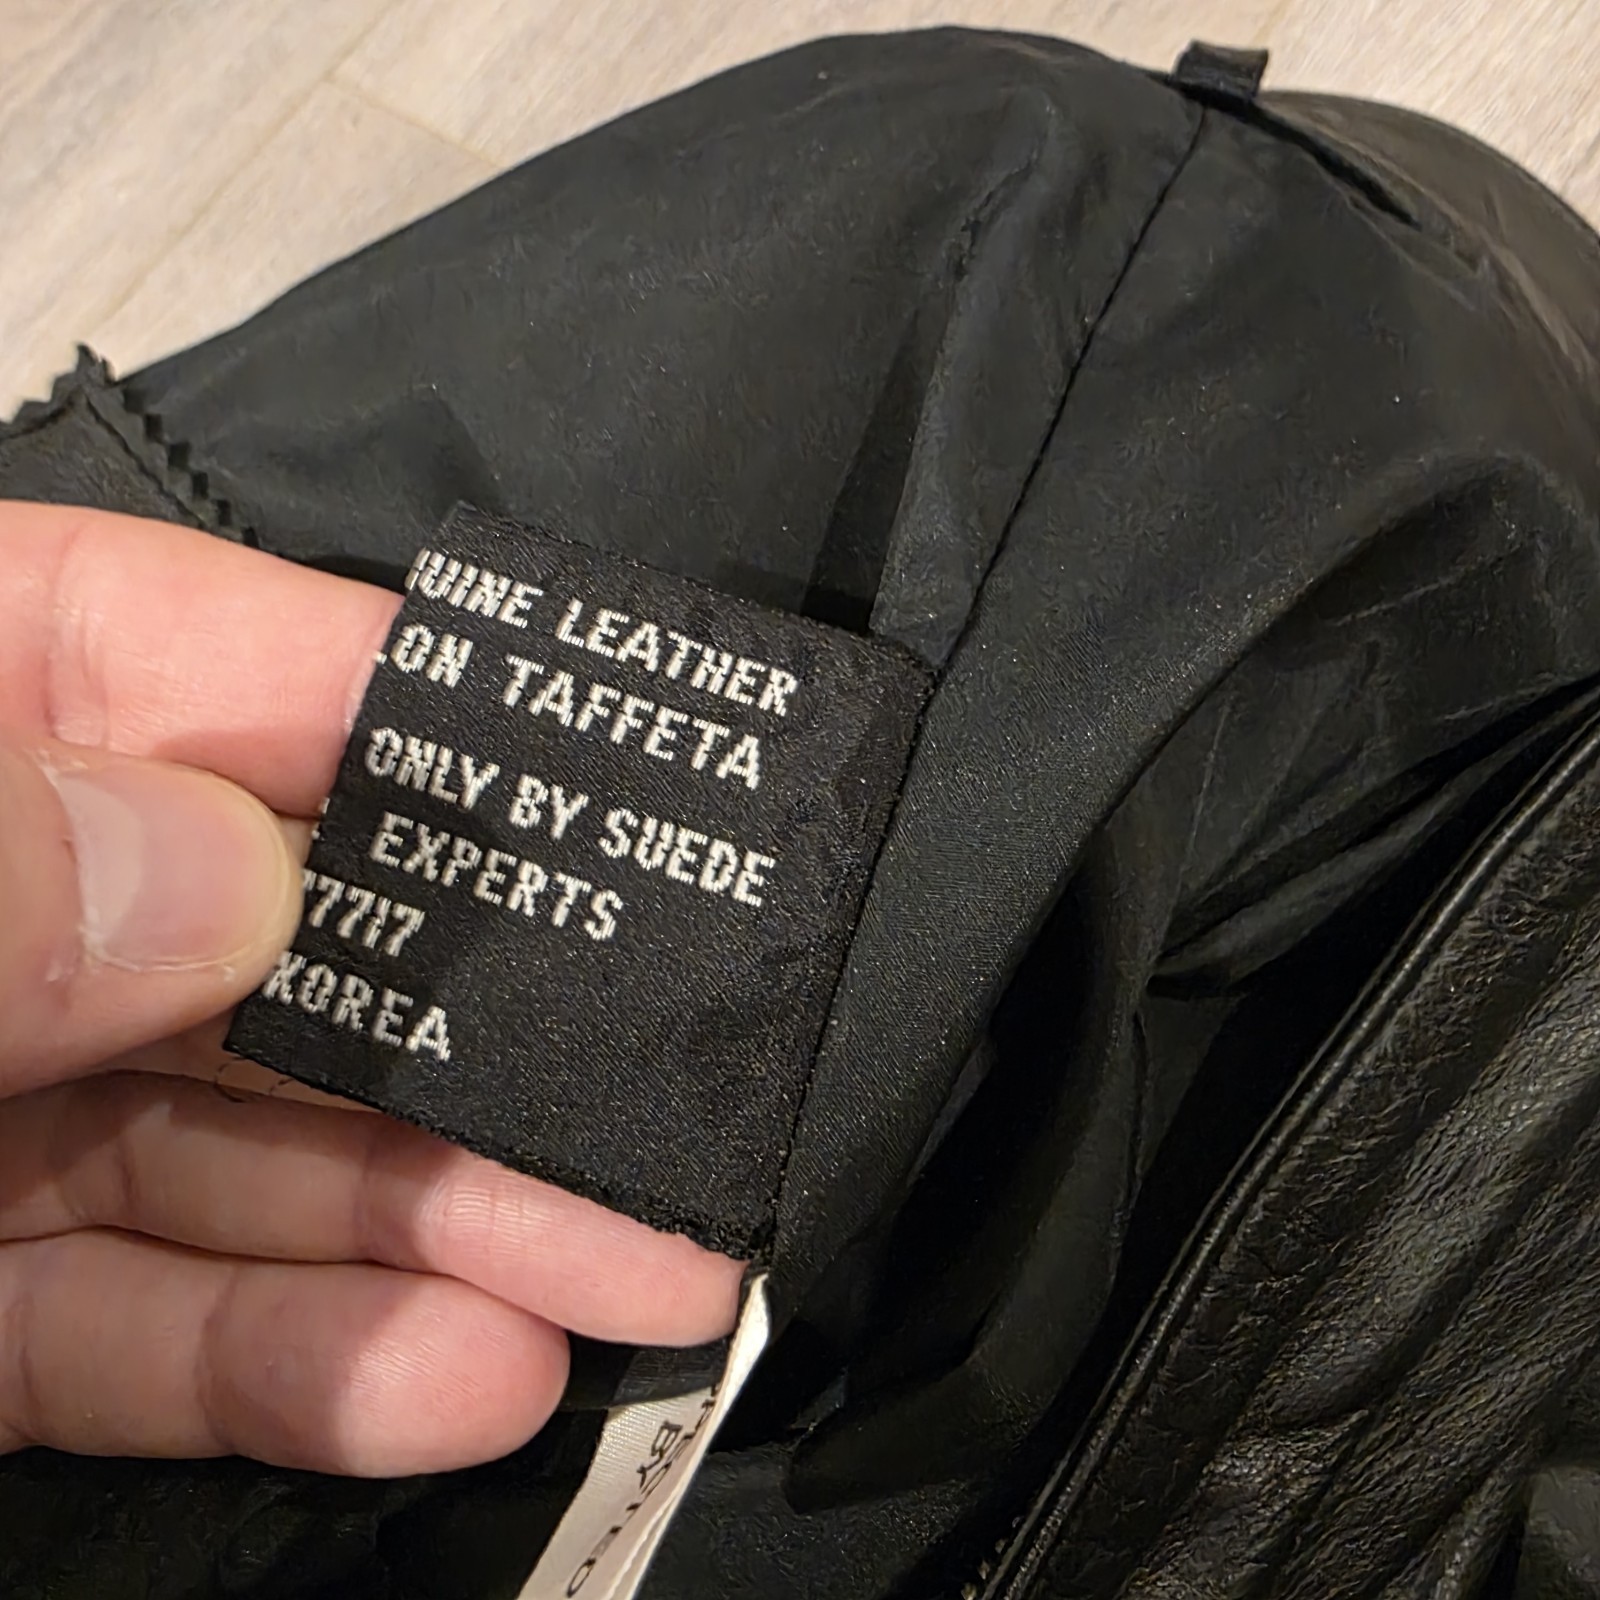 UINE LEATHER
LON TAFFETA
ONLY BY SUEDE
EXPERTS
7717
KOREA